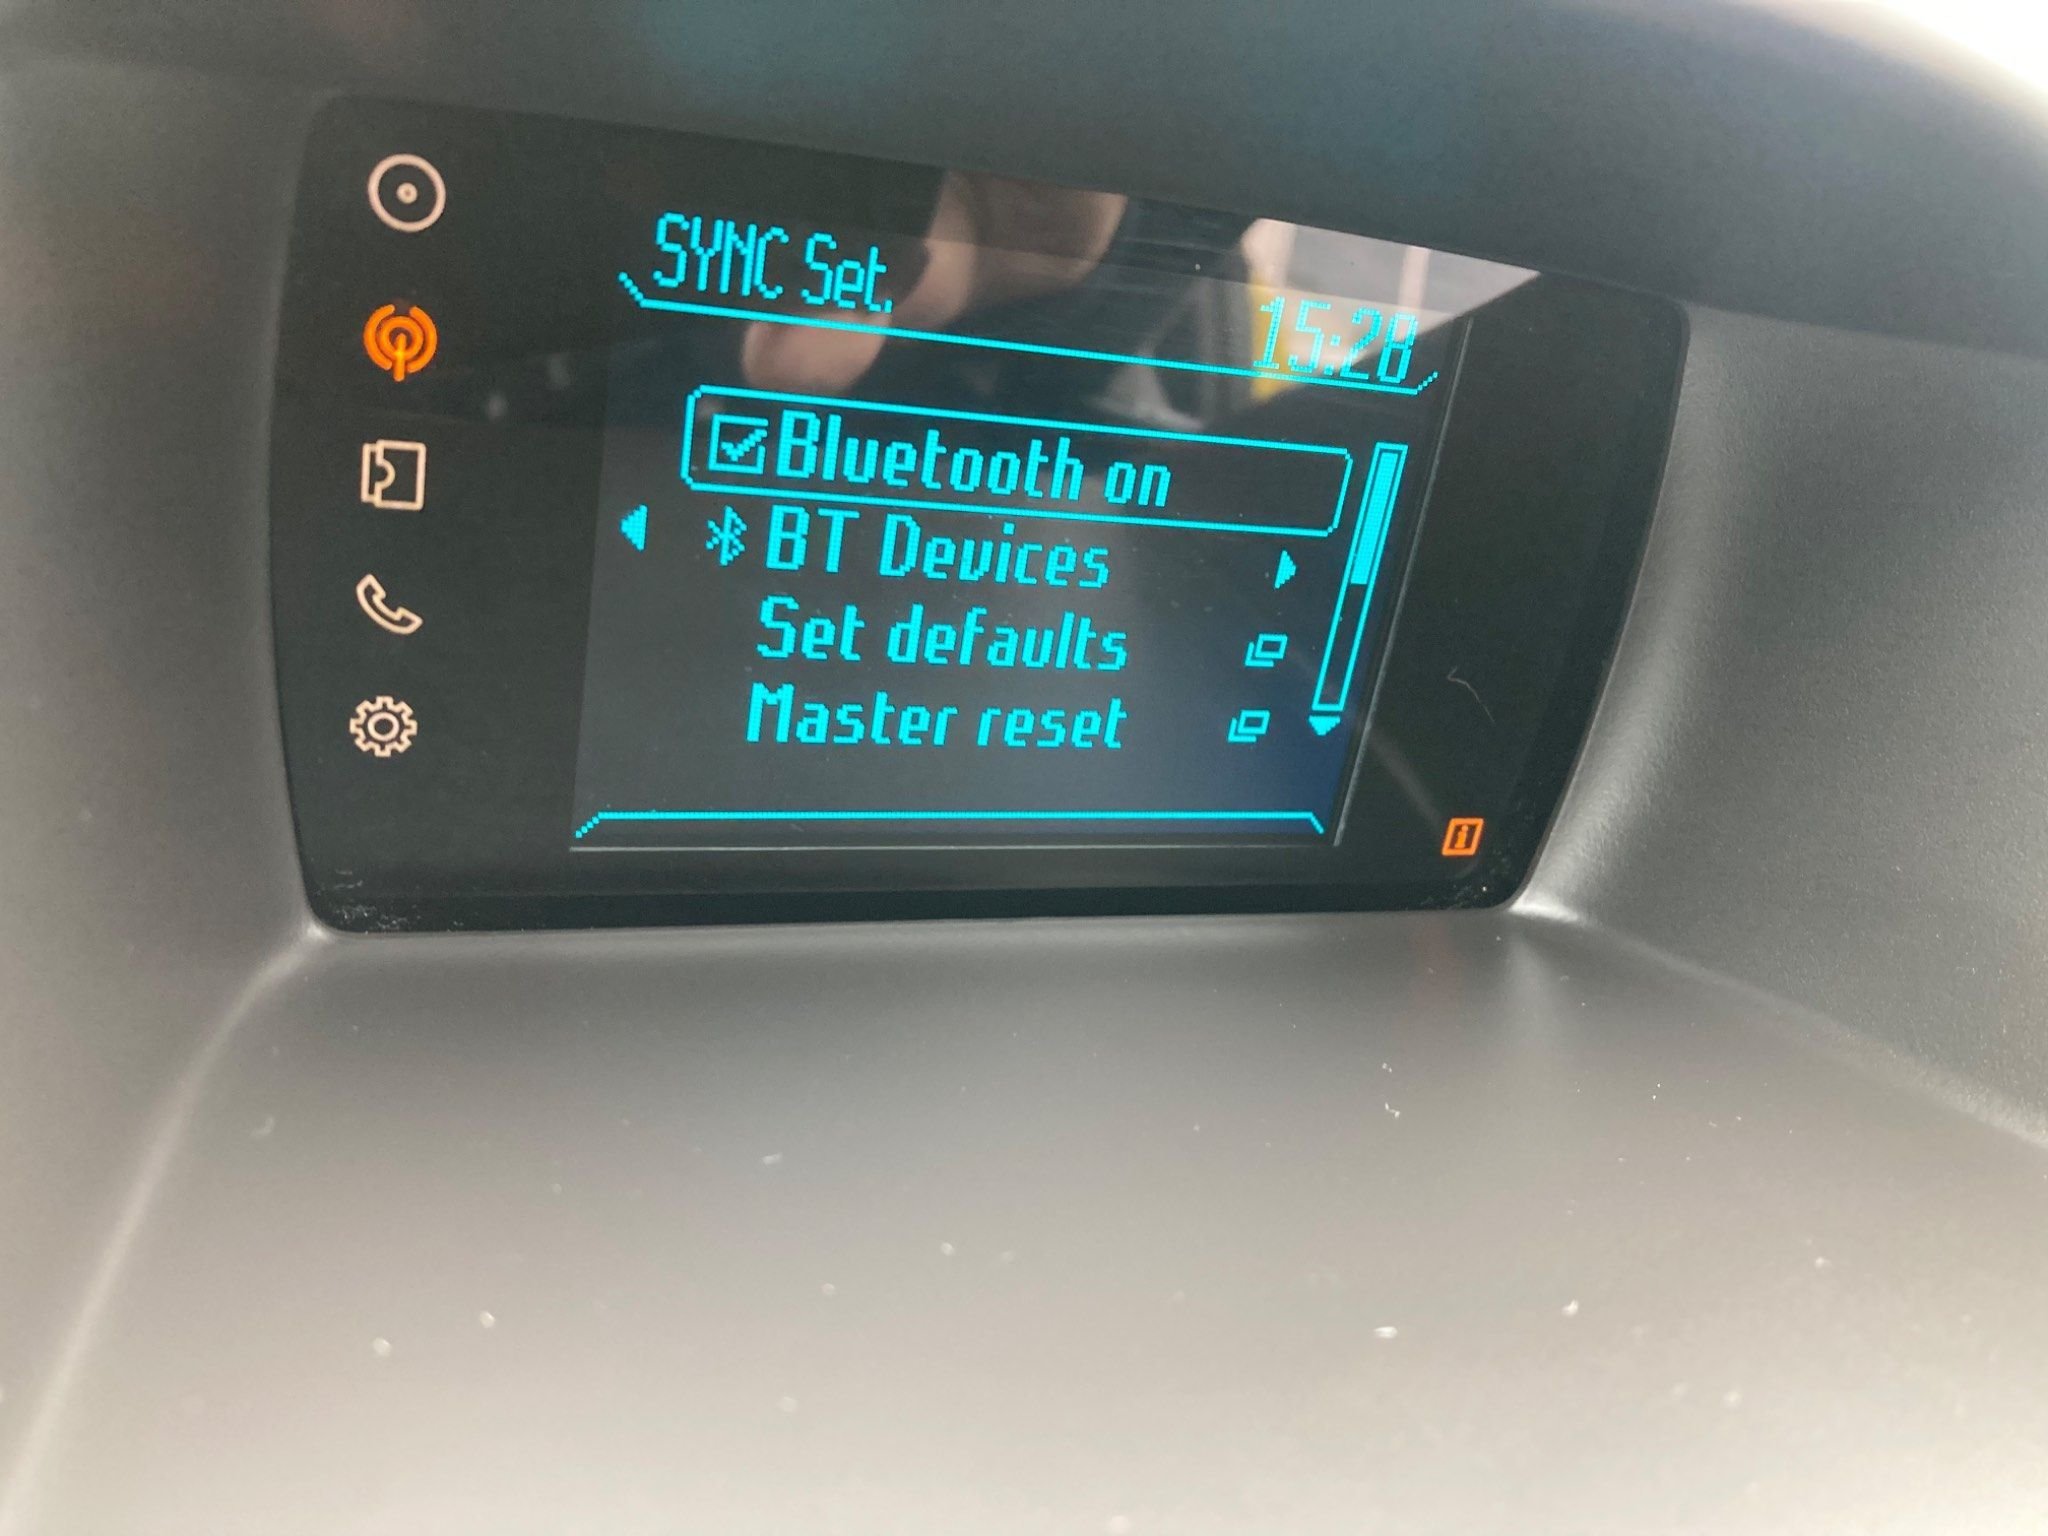 SYNC Set.
15:28
Bluetooth on
BT Devices
Set defaults
Master reset
i